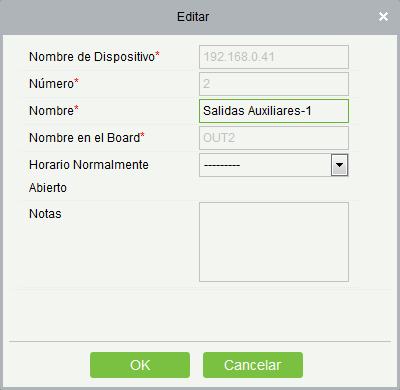 Editar
Nombre de Dispositivo* 192.168.0.41
Número* 2
Nombre* Salidas Auxiliares-1
Nombre en el Board* OUT2
Horario Normalmente Abierto ---------
Notas
OK Cancelar